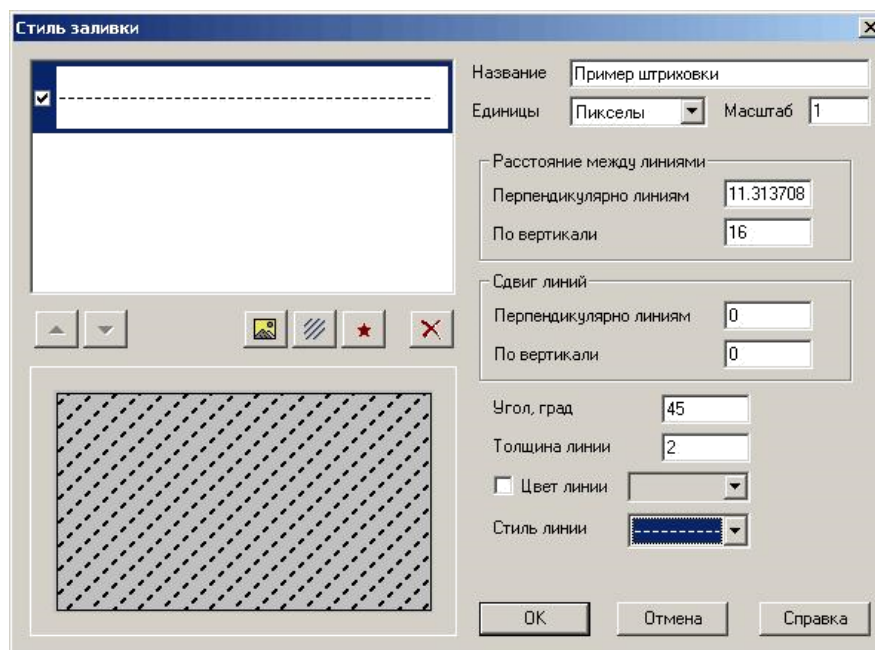 Стиль заливки
Название Пример штриховки
Единицы Пикселы Масштаб 1
Расстояние между линиями
Перпендикулярно линиям 11.313708
По вертикали 16
Сдвиг линий
Перпендикулярно линиям 0
По вертикали 0
Угол, град 45
Толщина линии 2
Цвет линии
Стиль линии
OK Отмена Справка